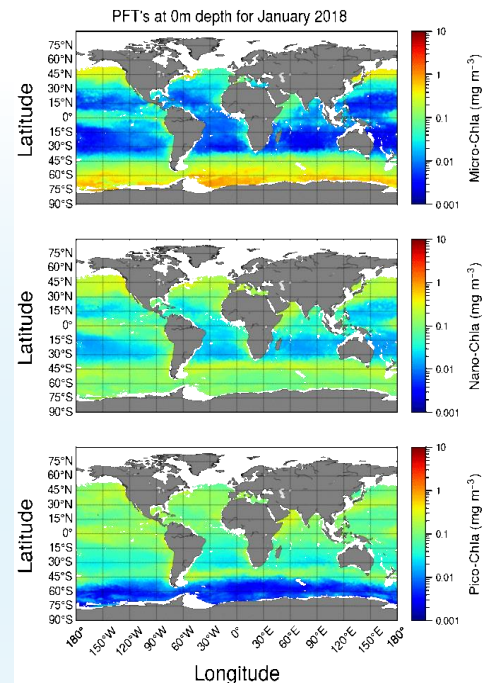 PFT's at 0m depth for January 2018
75°N
60°N
45°N
30°N
15°N
0°
15°S
30°S
45°S
60°S
75°S
90°S
Latitude
10
1
0.1
0.01
0.001
Micro-Chla (mg m⁻³)
75°N
60°N
45°N
30°N
15°N
0°
15°S
30°S
45°S
60°S
75°S
90°S
Latitude
10
1
0.1
0.01
0.001
Nano-Chla (mg m⁻³)
75°N
60°N
45°N
30°N
15°N
0°
15°S
30°S
45°S
60°S
75°S
90°S
Latitude
10
1
0.1
0.01
0.001
Pico-Chla (mg m⁻³)
180° 150°W 120°W 90°W 60°W 30°W 0° 30°E 60°E 90°E 120°E 150°E 180°
Longitude